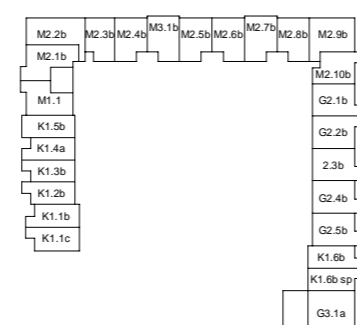 M2.2b
M2.3b
M2.4b
M3.1b
M2.5b
M2.6b
M2.7b
M2.8b
M2.9b
M2.1b
M1.1
K1.5b
K1.4a
K1.3b
K1.2b
K1.1b
K1.1c
M2.10b
G2.1b
G2.2b
2.3b
G2.4b
G2.5b
K1.6b
K1.6b sp
G3.1a